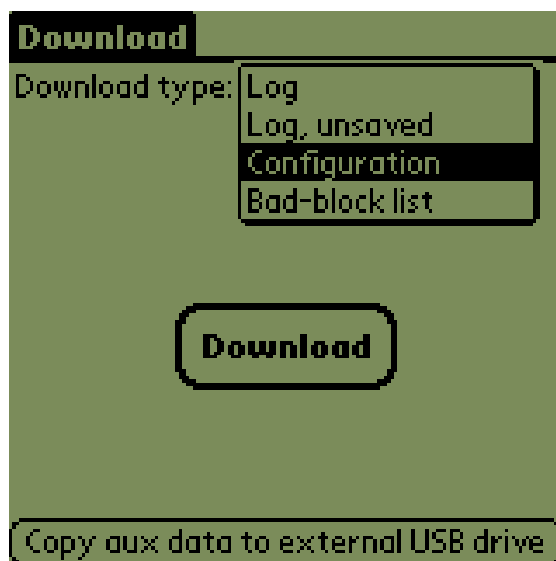 Download
Download type: Log
Log, unsaved
Configuration
Bad-block list
Download
Copy aux data to external USB drive